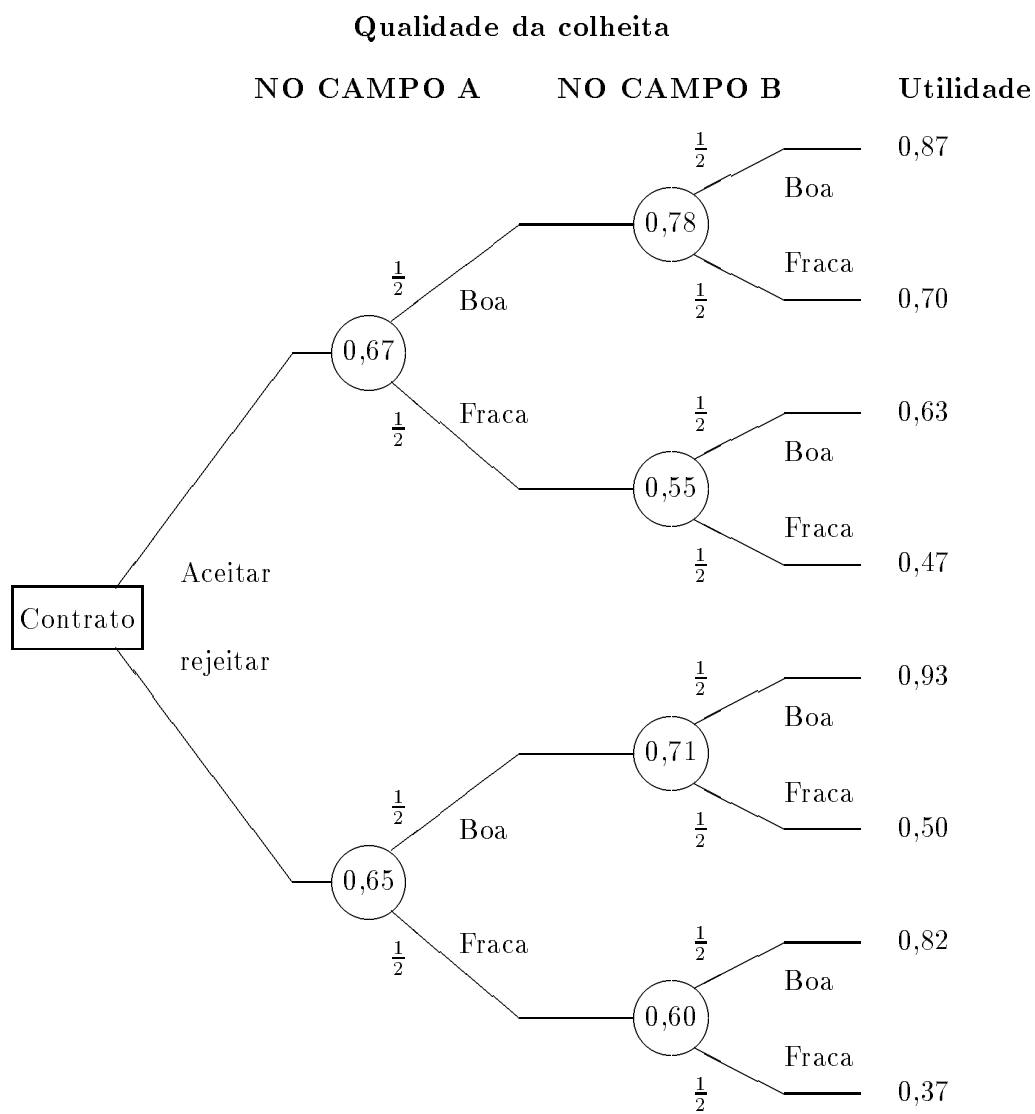 Qualidade da colheita
NO CAMPO A NO CAMPO B Utilidade
1/2 0,87
Boa
0,78
1/2 Boa Fraca
1/2 0,70
0,67
1/2 Fraca 1/2 0,63
Boa
0,55
Fraca
1/2 0,47
Aceitar
Contrato
rejeitar
1/2 0,93
Boa
0,71
1/2 Boa Fraca
1/2 0,50
0,65
1/2 Fraca 1/2 0,82
Boa
0,60
Fraca
1/2 0,37